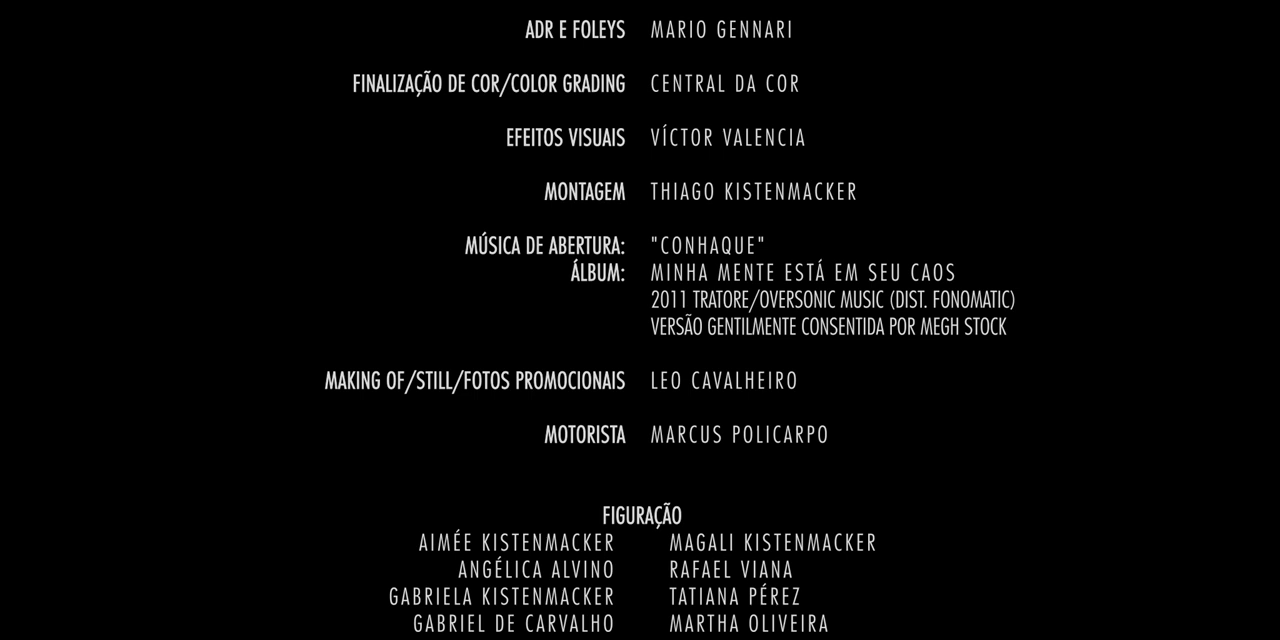 ADR E FOLEYS MARIO GENNARI
FINALIZAÇÃO DE COR/COLOR GRADING CENTRAL DA COR
EFEITOS VISUAIS VÍCTOR VALENCIA
MONTAGEM THIAGO KISTENMACKER
MÚSICA DE ABERTURA: "CONHAQUE"
ÁLBUM: MINHA MENTE ESTÁ EM SEU CAOS
2011 TRATORE/OVERSONIC MUSIC (DIST. FONOMATIC)
VERSÃO GENTILMENTE CONSENTIDA POR MEGH STOCK
MAKING OF/STILL/FOTOS PROMOCIONAIS LEO CAVALHEIRO
MOTORISTA MARCUS POLICARPO
FIGURAÇÃO
AIMÉE KISTENMACKER MAGALI KISTENMACKER
ANGÉLICA ALVINO RAFAEL VIANA
GABRIELA KISTENMACKER TATIANA PÉREZ
GABRIEL DE CARVALHO MARTHA OLIVEIRA